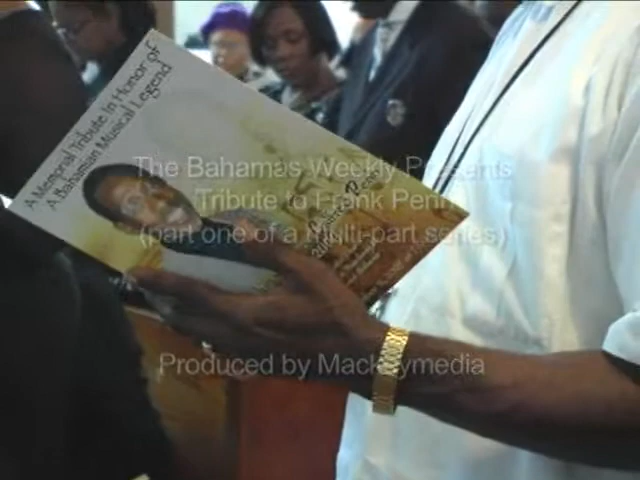 A Memorial Tribute In Honor of
A Bahamian Musical Legend
The Bahamas Weekly Presents
Tribute to Frank Penn
(part one of a multi-part series)
Produced by Mackeymedia